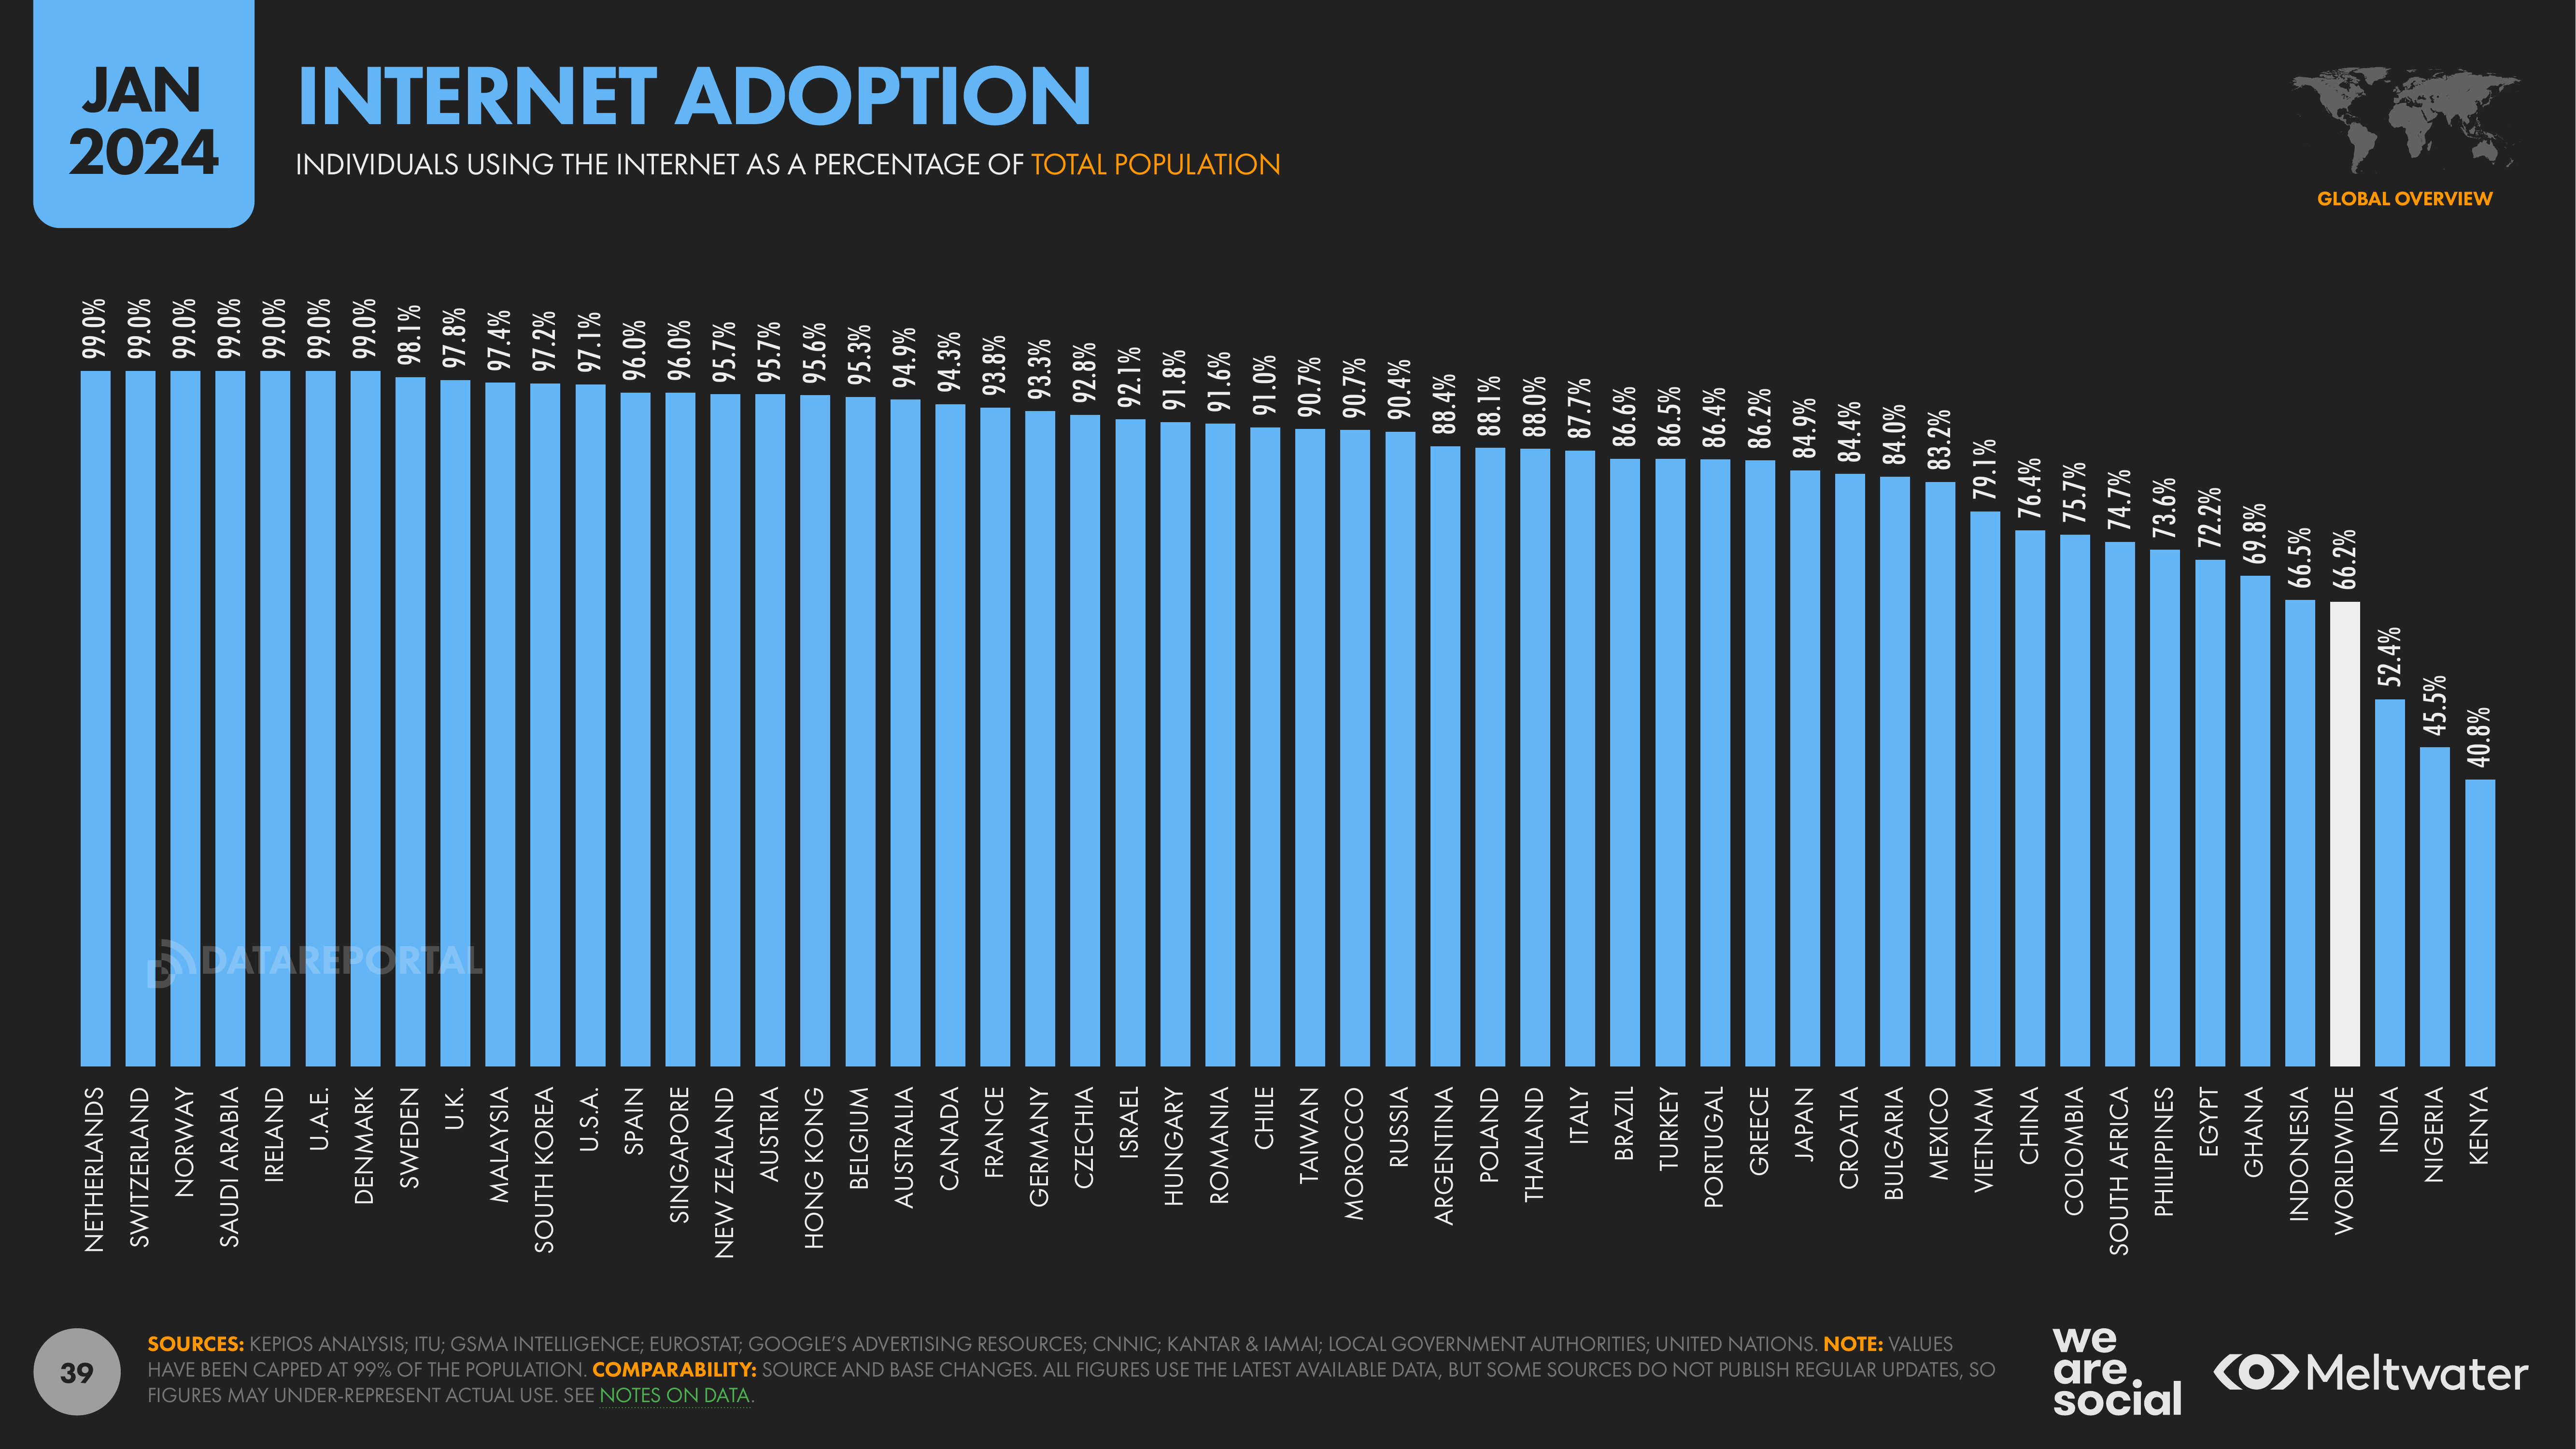 JAN
2024
INTERNET ADOPTION
INDIVIDUALS USING THE INTERNET AS A PERCENTAGE OF TOTAL POPULATION
GLOBAL OVERVIEW
99.0%
99.0%
99.0%
99.0%
99.0%
99.0%
99.0%
98.1%
97.8%
97.4%
97.2%
97.1%
96.0%
96.0%
95.7%
95.7%
95.6%
95.3%
94.9%
94.3%
93.8%
93.3%
92.8%
92.1%
91.8%
91.6%
91.0%
90.7%
90.7%
90.4%
88.4%
88.1%
88.0%
87.7%
86.6%
86.5%
86.4%
86.2%
84.9%
84.4%
84.0%
83.2%
79.1%
76.4%
75.7%
74.7%
73.6%
72.2%
69.8%
66.5%
66.2%
52.4%
45.5%
40.8%
DATAREPORTAL
NETHERLANDS
SWITZERLAND
NORWAY
SAUDI ARABIA
IRELAND
U.A.E.
DENMARK
SWEDEN
U.K.
MALAYSIA
SOUTH KOREA
U.S.A.
SPAIN
SINGAPORE
NEW ZEALAND
AUSTRIA
HONG KONG
BELGIUM
AUSTRALIA
CANADA
FRANCE
GERMANY
CZECHIA
ISRAEL
HUNGARY
ROMANIA
CHILE
TAIWAN
MOROCCO
RUSSIA
ARGENTINA
POLAND
THAILAND
ITALY
BRAZIL
TURKEY
PORTUGAL
GREECE
JAPAN
CROATIA
BULGARIA
MEXICO
VIETNAM
CHINA
COLOMBIA
SOUTH AFRICA
PHILIPPINES
EGYPT
GHANA
INDONESIA
WORLDWIDE
INDIA
NIGERIA
KENYA
39
SOURCES: KEPIOS ANALYSIS; ITU; GSMA INTELLIGENCE; EUROSTAT; GOOGLE’S ADVERTISING RESOURCES; CNNIC; KANTAR & IAMAI; LOCAL GOVERNMENT AUTHORITIES; UNITED NATIONS. NOTE: VALUES
HAVE BEEN CAPPED AT 99% OF THE POPULATION. COMPARABILITY: SOURCE AND BASE CHANGES. ALL FIGURES USE THE LATEST AVAILABLE DATA, BUT SOME SOURCES DO NOT PUBLISH REGULAR UPDATES, SO
FIGURES MAY UNDER-REPRESENT ACTUAL USE. SEE NOTES ON DATA.
we
are
social
Meltwater